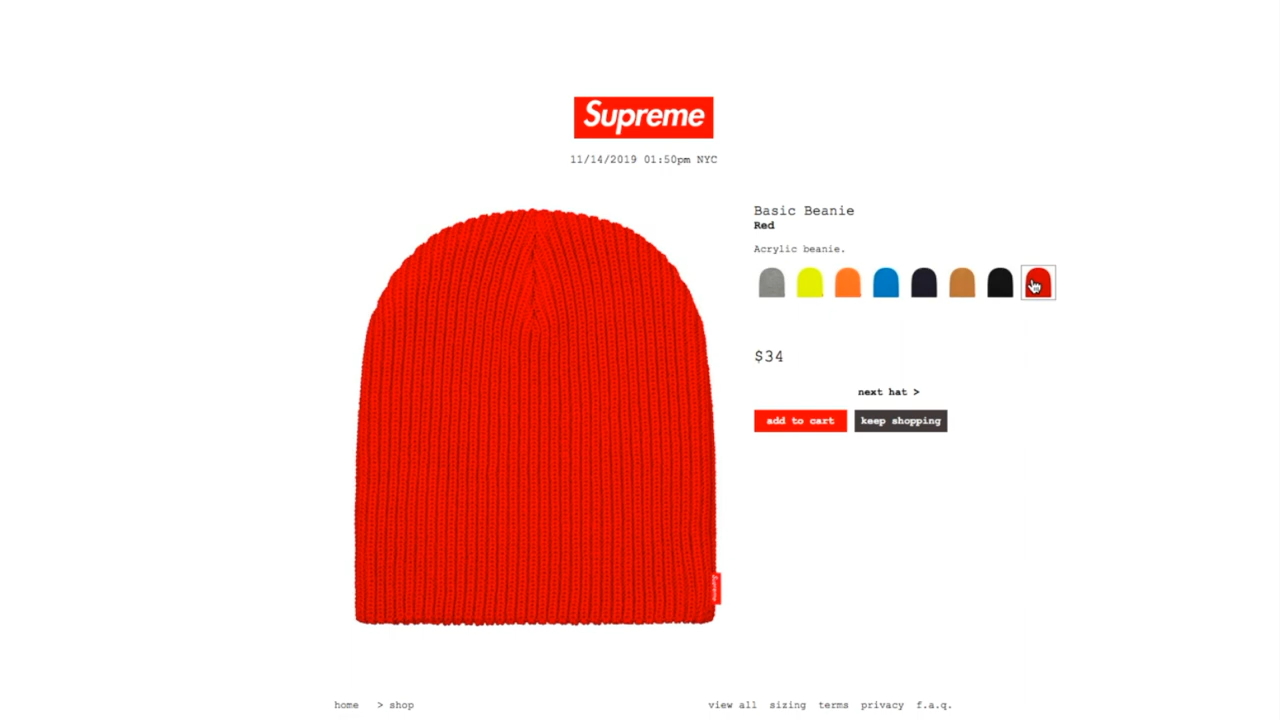 Supreme
11/14/2019 01:50pm NYC
Basic Beanie
Red
Acrylic beanie.
$34
next hat >
add to cart keep shopping
Supreme
home > shop
view all sizing terms privacy f.a.q.